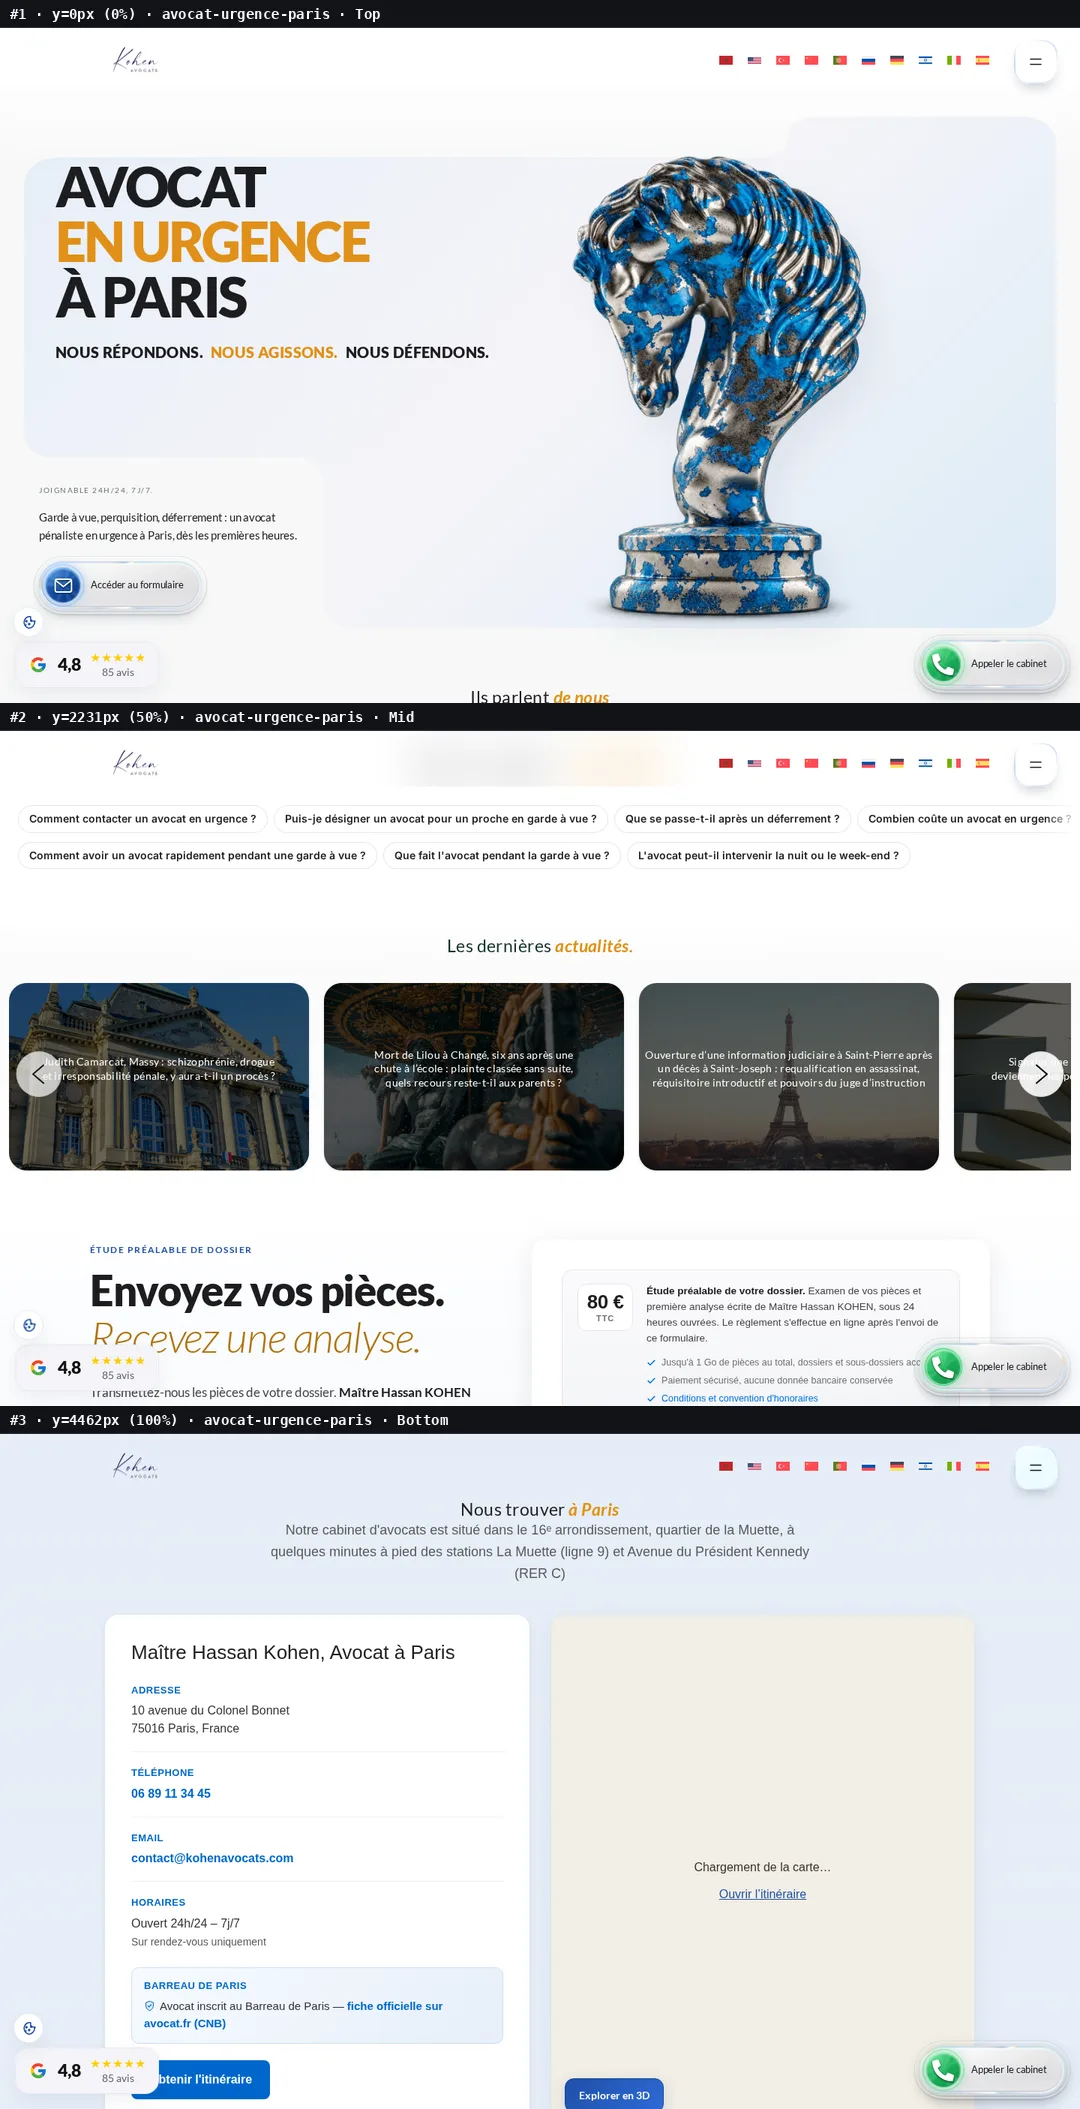 #1 · y=0px (0%) · avocat-urgence-paris · Top
Kohen
AVOCATS
AVOCAT
EN URGENCE
À PARIS
NOUS RÉPONDONS. NOUS AGISSONS. NOUS DÉFENDONS.
JOIGNABLE 24H/24, 7J/7.
Garde à vue, perquisition, déferrement : un avocat
pénaliste en urgence à Paris, dès les premières heures.
Accéder au formulaire
4,8
85 avis
Appeler le cabinet
Ils parlent de nous
#2 · y=2231px (50%) · avocat-urgence-paris · Mid
Kohen
AVOCATS
Comment contacter un avocat en urgence ?
Puis-je désigner un avocat pour un proche en garde à vue ?
Que se passe-t-il après un déferrement ?
Combien coûte un avocat en urgence ?
Comment avoir un avocat rapidement pendant une garde à vue ?
Que fait l'avocat pendant la garde à vue ?
L'avocat peut-il intervenir la nuit ou le week-end ?
Les dernières actualités.
Judith Camarcat, Massy : schizophrénie, drogue
et irresponsabilité pénale, y aura-t-il un procès ?
Mort de Lilou à Changé, six ans après une
chute à l'école : plainte classée sans suite,
quels recours reste-t-il aux parents ?
Ouverture d'une information judiciaire à Saint-Pierre après
un décès à Saint-Joseph : requalification en assassinat,
réquisitoire introductif et pouvoirs du juge d'instruction
ÉTUDE PRÉALABLE DE DOSSIER
Envoyez vos pièces.
Recevez une analyse.
Transmettez-nous les pièces de votre dossier. Maître Hassan KOHEN
80 €
TTC
Étude préalable de votre dossier. Examen de vos pièces et
première analyse écrite de Maître Hassan KOHEN, sous 24
heures ouvrées. Le règlement s'effectue en ligne après l'envoi de
ce formulaire.
Jusqu'à 1 Go de pièces au total, dossiers et sous-dossiers
Paiement sécurisé, aucune donnée bancaire conservée
Conditions et convention d'honoraires
4,8
85 avis
Appeler le cabinet
#3 · y=4462px (100%) · avocat-urgence-paris · Bottom
Kohen
AVOCATS
Nous trouver à Paris
Notre cabinet d'avocats est situé dans le 16ᵉ arrondissement, quartier de la Muette, à
quelques minutes à pied des stations La Muette (ligne 9) et Avenue du Président Kennedy
(RER C)
Maître Hassan Kohen, Avocat à Paris
ADRESSE
10 avenue du Colonel Bonnet
75016 Paris, France
TÉLÉPHONE
06 89 11 34 45
EMAIL
contact@kohenavocats.com
HORAIRES
Ouvert 24h/24 – 7j/7
Sur rendez-vous uniquement
BARREAU DE PARIS
Avocat inscrit au Barreau de Paris — fiche officielle sur
avocat.fr (CNB)
btenir l'itinéraire
Chargement de la carte…
Ouvrir l'itinéraire
Explorer en 3D
4,8
85 avis
Appeler le cabinet